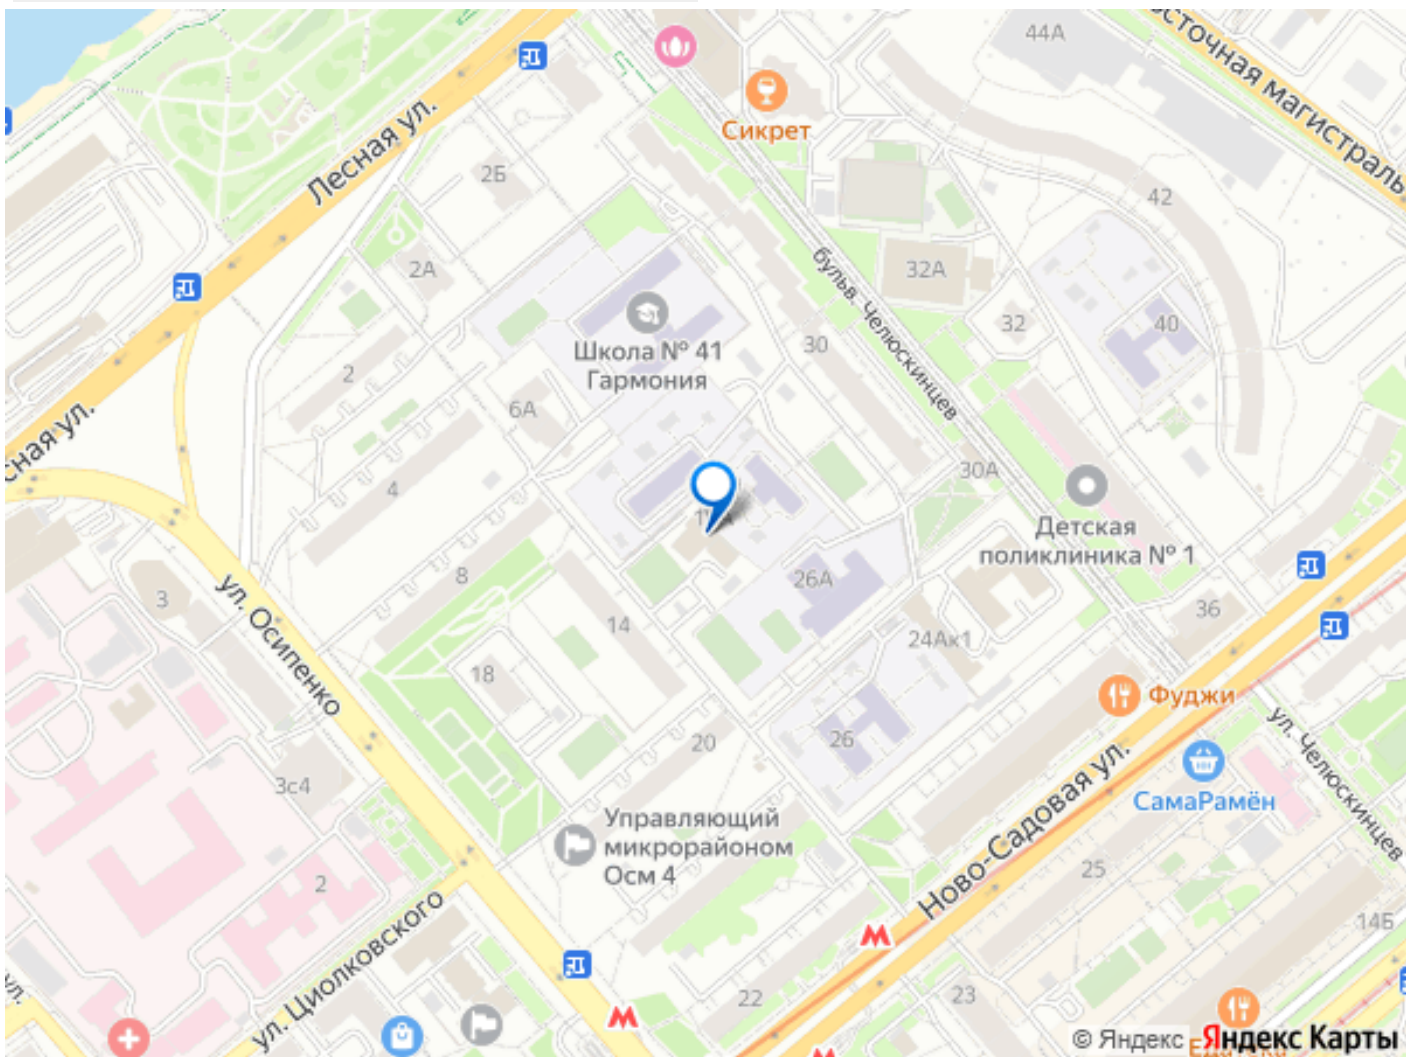 44А
Восточная магистраль
Сикрет
Лесная ул.
2Б
42
2А
32А
бульв. Челюскинцев
32
40
30
Школа № 41
Гармония
2
6А
сная ул.
4
30А
Детская
поликлиника № 1
8
26А
3
ул. Осипенко
14
24Ак1
36
18
Фуджи
20
26
ул. Челюскинцев
3с4
СамаРамён
Ново-Садовая ул.
Управляющий
микрорайоном
Осм 4
25
2
14Б
ул. Циолковского
ул.
22
23
© Яндекс Яндекс Карты